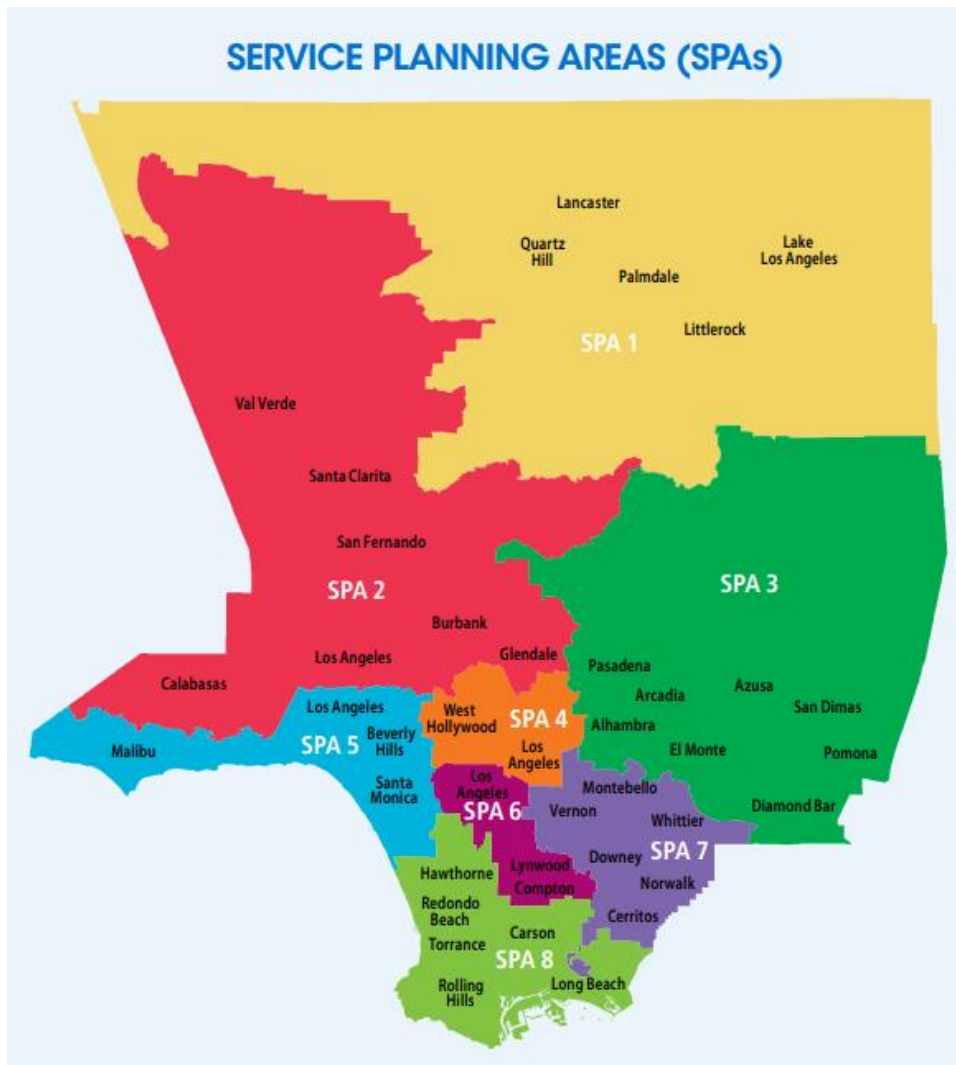 SERVICE PLANNING AREAS (SPAs)
Lancaster
Quartz
Hill
Lake
Los Angeles
Palmdale
Littlerock
SPA 1
Val Verde
Santa Clarita
San Fernando
SPA 2
SPA 3
Burbank
Glendale
Los Angeles
Calabasas
Pasadena
Arcadia
Azusa
San Dimas
Alhambra
El Monte
Pomona
Diamond Bar
West
Hollywood
SPA 4
Los
Angeles
Los Angeles
Beverly
Hills
SPA 5
Malibu
Santa
Monica
Los
Angeles
SPA 6
Lynwood
Compton
Montebello
Vernon
Whittier
Downey
SPA 7
Norwalk
Cerritos
Hawthorne
Redondo
Beach
Torrance
Carson
SPA 8
Rolling
Hills
Long Beach